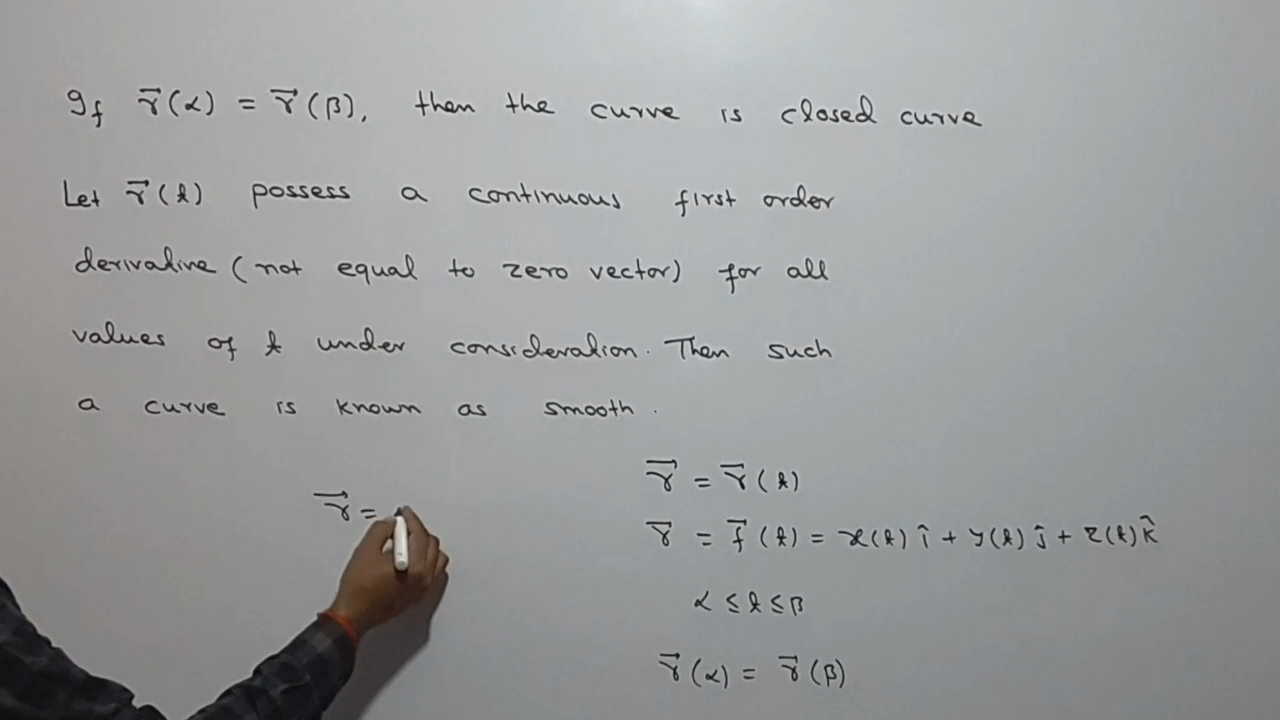 If r⃗(α) = r⃗(β), then the curve is closed curve
Let r⃗(t) possess a continuous first order
derivative (not equal to zero vector) for all
values of t under consideration. Then such
a curve is known as smooth.
r⃗ = r⃗(t)
r⃗ =
r⃗ = f⃗(t) = x(t) î + y(t) ĵ + z(t) k̂
α ≤ t ≤ β
r⃗(α) = r⃗(β)